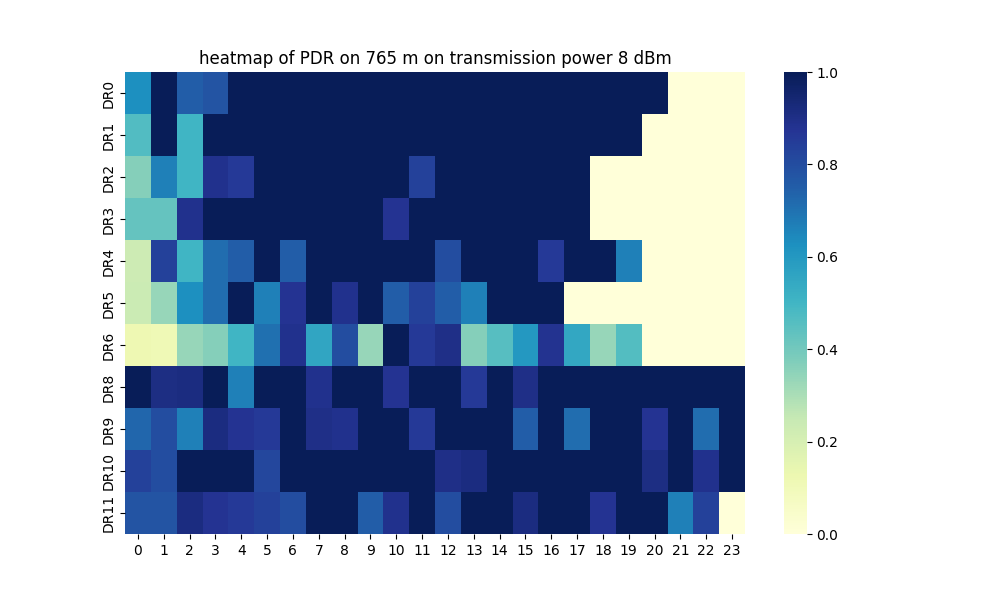 heatmap of PDR on 765 m on transmission power 8 dBm
DR0
DR1
DR2
DR3
DR4
DR5
DR6
DR8
DR9
DR10
DR11
0 1 2 3 4 5 6 7 8 9 10 11 12 13 14 15 16 17 18 19 20 21 22 23
1.0
0.8
0.6
0.4
0.2
0.0